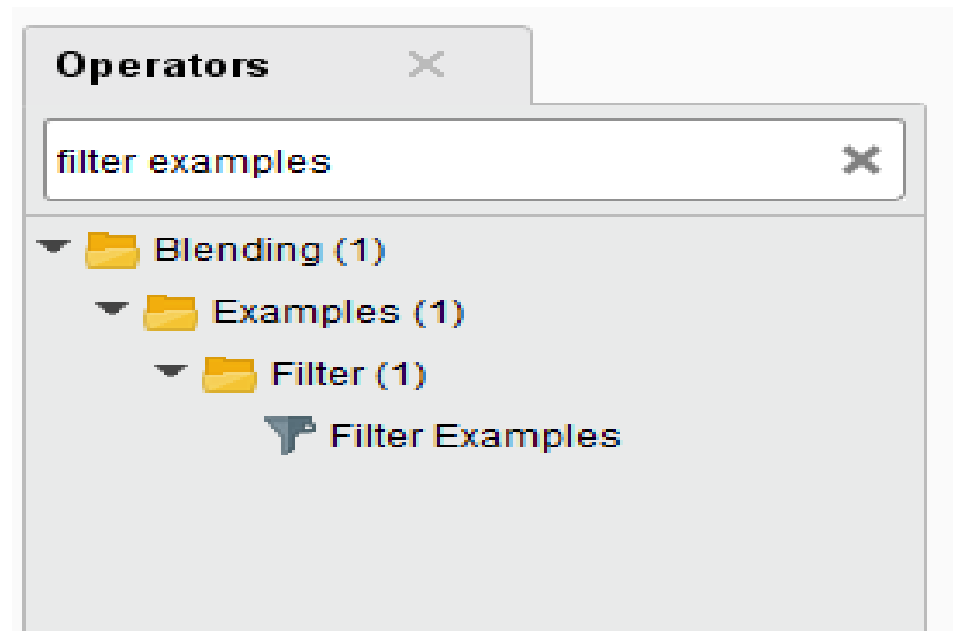 Operators
filter examples
Blending (1)
Examples (1)
Filter (1)
Filter Examples